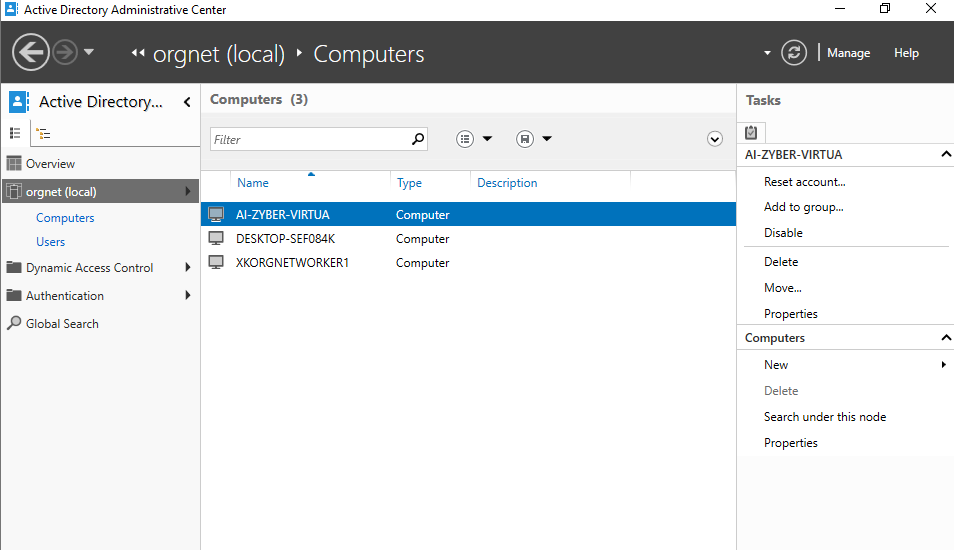 Active Directory Administrative Center
orgnet (local) Computers
Manage
Help
Active Directory...
Overview
orgnet (local)
Computers
Users
Dynamic Access Control
Authentication
Global Search
Computers (3)
Filter
Name Type Description
AI-ZYBER-VIRTUA Computer
DESKTOP-SEF084K Computer
XKORGNETWORKER1 Computer
Tasks
AI-ZYBER-VIRTUA
Reset account...
Add to group...
Disable
Delete
Move...
Properties
Computers
New
Delete
Search under this node
Properties